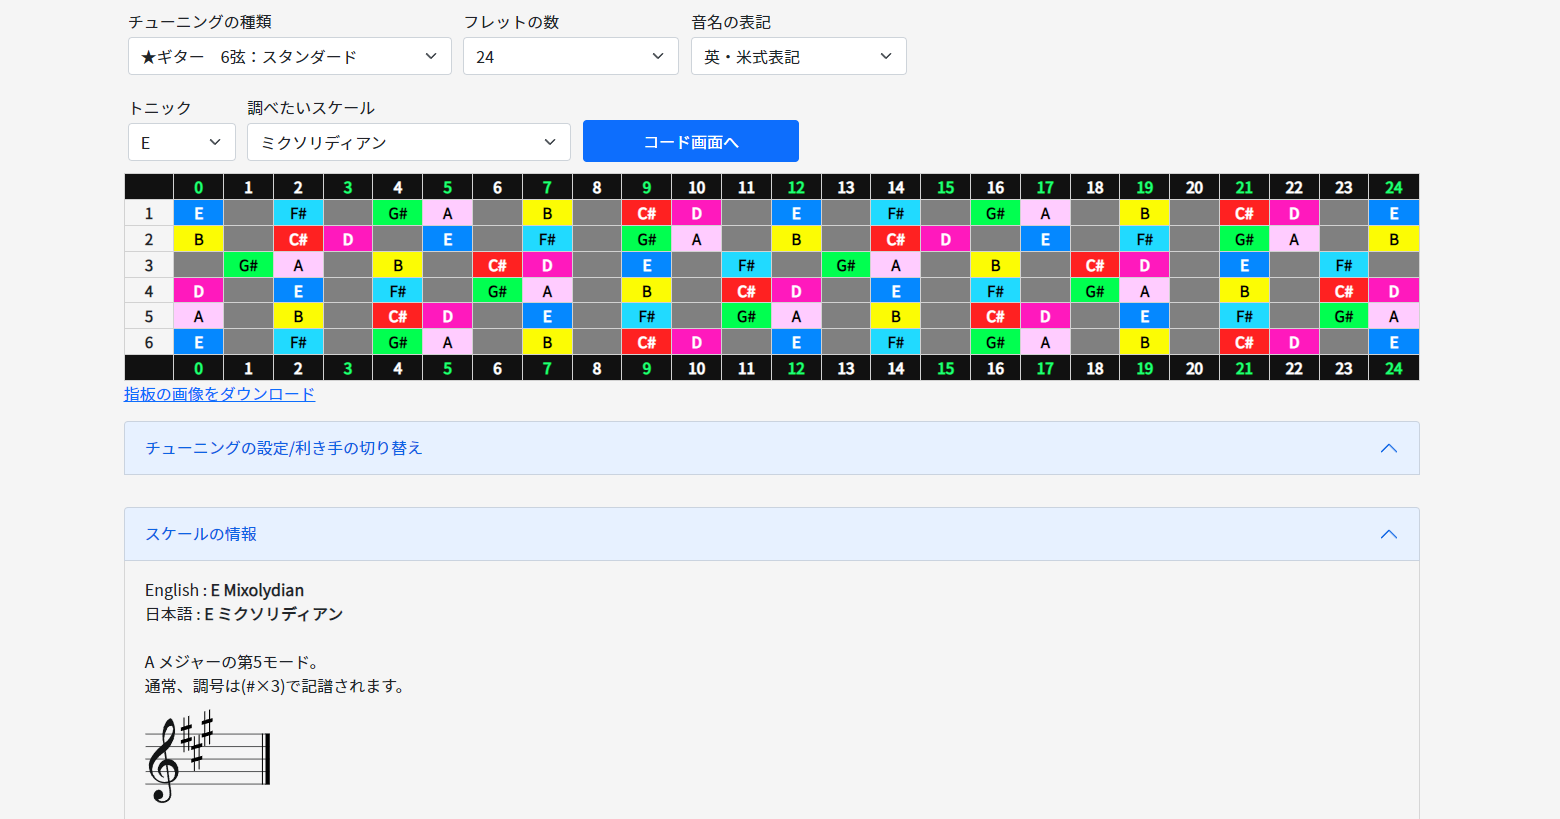 チューニングの種類 フレットの数 音名の表記
★ギター　6弦：スタンダード 24 英・米式表記
トニック 調べたいスケール
E ミクソリディアン コード画面へ
0 1 2 3 4 5 6 7 8 9 10 11 12 13 14 15 16 17 18 19 20 21 22 23 24
1 E F# G# A B C# D E F# G# A B C# D E
2 B C# D E F# G# A B C# D E F# G# A B
3 G# A B C# D E F# G# A B C# D E F#
4 D E F# G# A B C# D E F# G# A B C# D
5 A B C# D E F# G# A B C# D E F# G# A
6 E F# G# A B C# D E F# G# A B C# D E
0 1 2 3 4 5 6 7 8 9 10 11 12 13 14 15 16 17 18 19 20 21 22 23 24
指板の画像をダウンロード
チューニングの設定/利き手の切り替え
スケールの情報
English : E Mixolydian
日本語 : E ミクソリディアン
A メジャーの第5モード。
通常、調号は(#×3)で記譜されます。